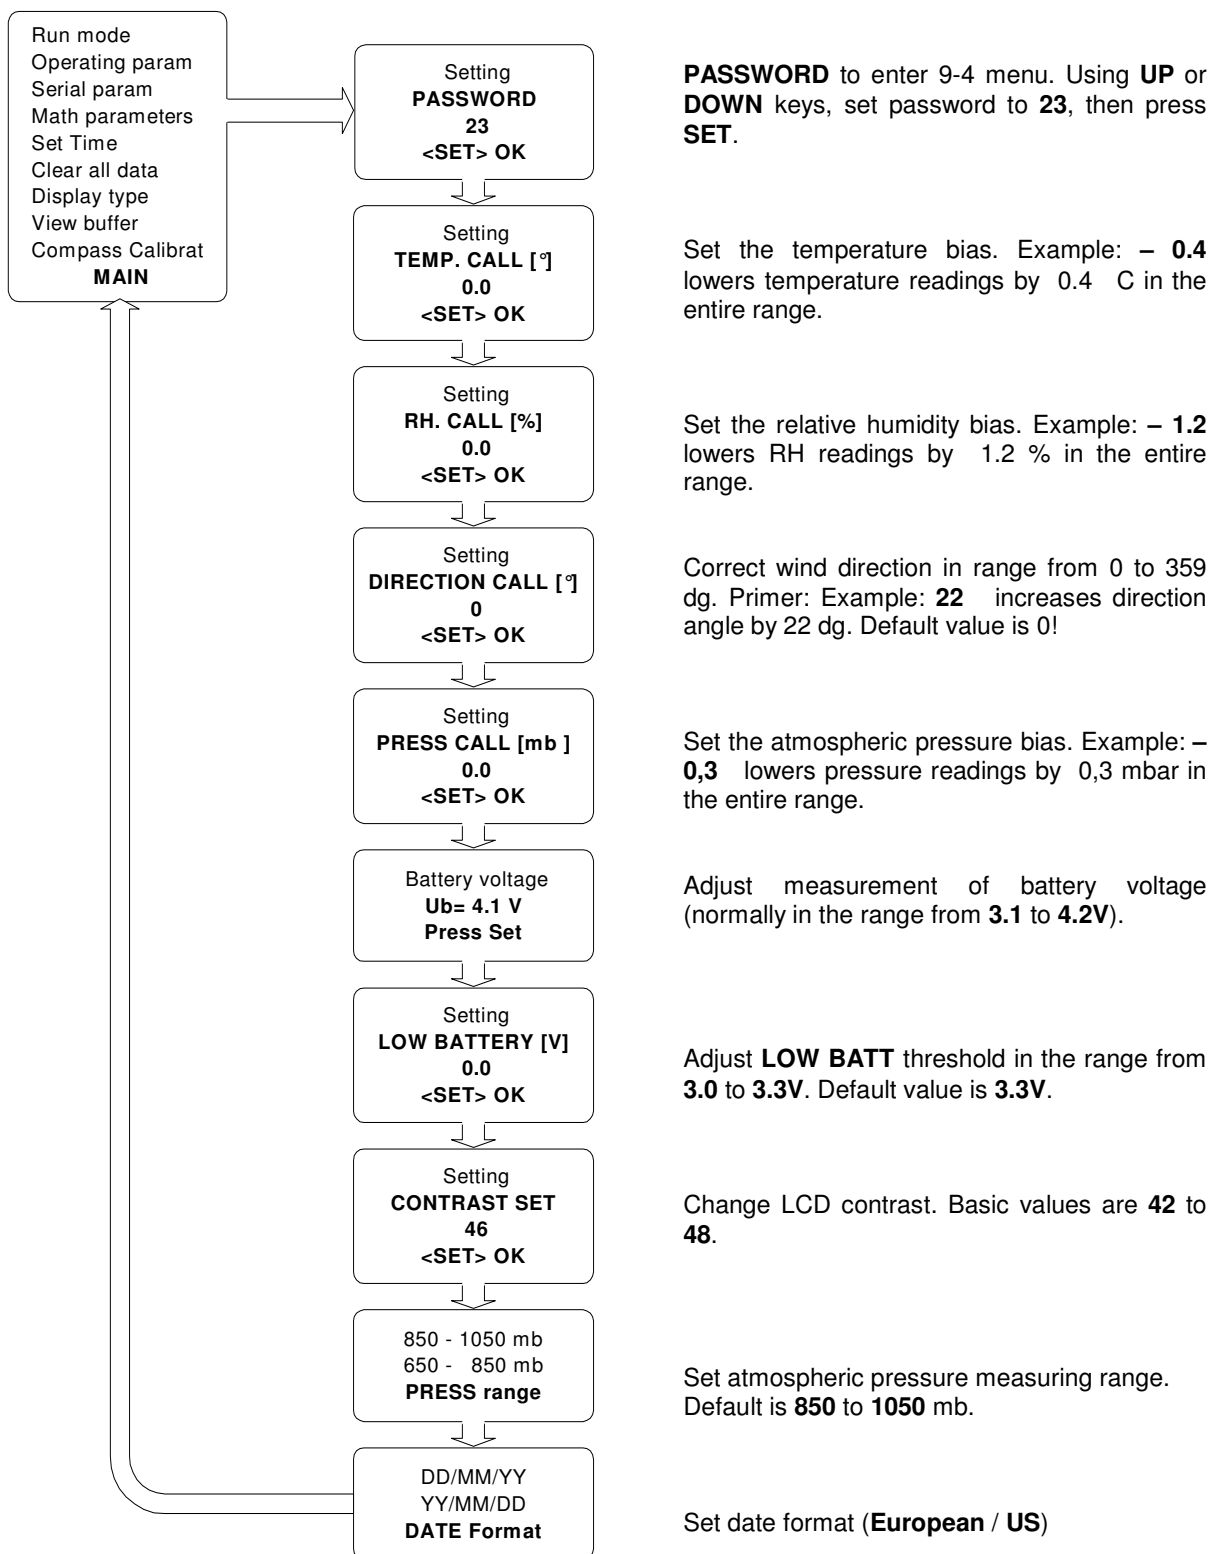 Run mode
Operating param
Serial param
Math parameters
Set Time
Clear all data
Display type
View buffer
Compass Calibrat
MAIN
Setting
PASSWORD
23
<SET> OK
PASSWORD to enter 9-4 menu. Using UP or
DOWN keys, set password to 23, then press
SET.
Setting
TEMP. CALL [°]
0.0
<SET> OK
Set the temperature bias. Example: – 0.4
lowers temperature readings by 0.4 C in the
entire range.
Setting
RH. CALL [%]
0.0
<SET> OK
Set the relative humidity bias. Example: – 1.2
lowers RH readings by 1.2 % in the entire
range.
Setting
DIRECTION CALL [°]
0
<SET> OK
Correct wind direction in range from 0 to 359
dg. Primer: Example: 22 increases direction
angle by 22 dg. Default value is 0!
Setting
PRESS CALL [mb ]
0.0
<SET> OK
Set the atmospheric pressure bias. Example: –
0,3 lowers pressure readings by 0,3 mbar in
the entire range.
Battery voltage
Ub= 4.1 V
Press Set
Adjust measurement of battery voltage
(normally in the range from 3.1 to 4.2V).
Setting
LOW BATTERY [V]
0.0
<SET> OK
Adjust LOW BATT threshold in the range from
3.0 to 3.3V. Default value is 3.3V.
Setting
CONTRAST SET
46
<SET> OK
Change LCD contrast. Basic values are 42 to
48.
850 - 1050 mb
650 - 850 mb
PRESS range
Set atmospheric pressure measuring range.
Default is 850 to 1050 mb.
DD/MM/YY
YY/MM/DD
DATE Format
Set date format (European / US)